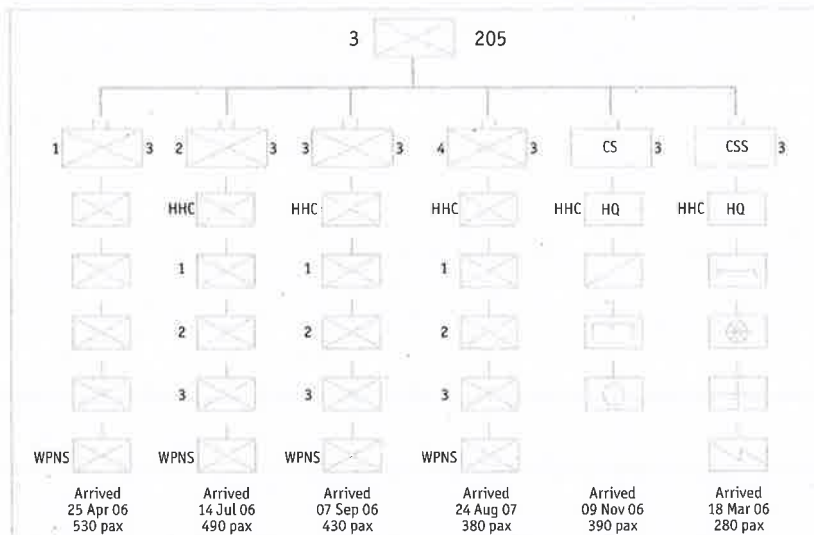 3 205
1 3 2 3 3 3 4 3 CS 3 CSS 3
HHC HHC HHC HHC HQ HHC HQ
1 1 1
2 2 2
3 3 3
WPNS WPNS WPNS WPNS
Arrived
25 Apr 06
530 pax
Arrived
14 Jul 06
490 pax
Arrived
07 Sep 06
430 pax
Arrived
24 Aug 07
380 pax
Arrived
09 Nov 06
390 pax
Arrived
18 Mar 06
280 pax